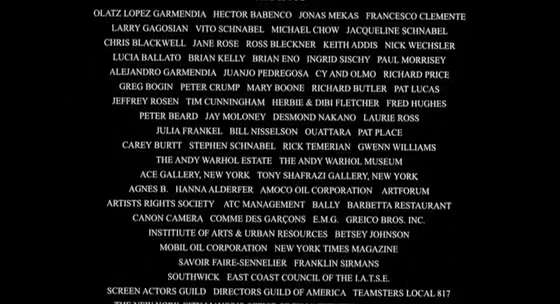 OLATZ LOPEZ GARMENDIA HECTOR BABENCO JONAS MEKAS FRANCESCO CLEMENTE
LARRY GAGOSIAN VITO SCHNABEL MICHAEL CHOW JACQUELINE SCHNABEL
CHRIS BLACKWELL JANE ROSE ROSS BLECKNER KEITH ADDIS NICK WECHSLER
LUCIA BALLATO BRIAN KELLY BRIAN ENO INGRID SISCHY PAUL MORRISEY
ALEJANDRO GARMENDIA JUANJO PEDREGOSA CY AND OLMO RICHARD PRICE
GREG BOGIN PETER CRUMP MARY BOONE RICHARD BUTLER PAT LUCAS
JEFFREY ROSEN TIM CUNNINGHAM HERBIE & DIBI FLETCHER FRED HUGHES
PETER BEARD JAY MOLONEY DESMOND NAKANO LAURIE ROSS
JULIA FRANKEL BILL NISSELSON OUATTARA PAT PLACE
CAREY BURTT STEPHEN SCHNABEL RICK TEMERIAN GWENN WILLIAMS
THE ANDY WARHOL ESTATE THE ANDY WARHOL MUSEUM
ACE GALLERY, NEW YORK TONY SHAFRAZI GALLERY, NEW YORK
AGNES B. HANNA ALDERFER AMOCO OIL CORPORATION ARTFORUM
ARTISTS RIGHTS SOCIETY ATC MANAGEMENT BALLY BARBETTA RESTAURANT
CANON CAMERA COMME DES GARÇONS E.M.G. GRECO BROS. INC.
INSTITIUTE OF ARTS & URBAN RESOURCES BETSEY JOHNSON
MOBIL OIL CORPORATION NEW YORK TIMES MAGAZINE
SAVOIR FAIRE-SENNELIER FRANKLIN SIRMANS
SOUTHWICK EAST COAST COUNCIL OF THE I.A.T.S.E.
SCREEN ACTORS GUILD DIRECTORS GUILD OF AMERICA TEAMSTERS LOCAL 817